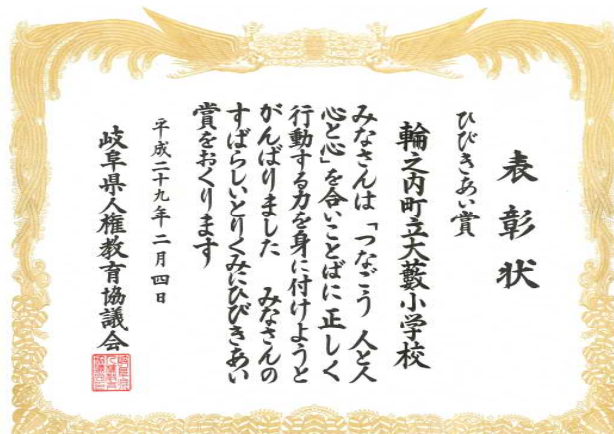 表彰状
ひびきあい賞
輪之内町立大藪小学校
みなさんは「つなごう 人と人
心と心」を合いことばに正しく
行動する力を身に付けようと
がんばりました みなさんの
すばらしいとりくみにひびきあい
賞をおくります
平成二十九年二月四日
岐阜県人権教育協議会